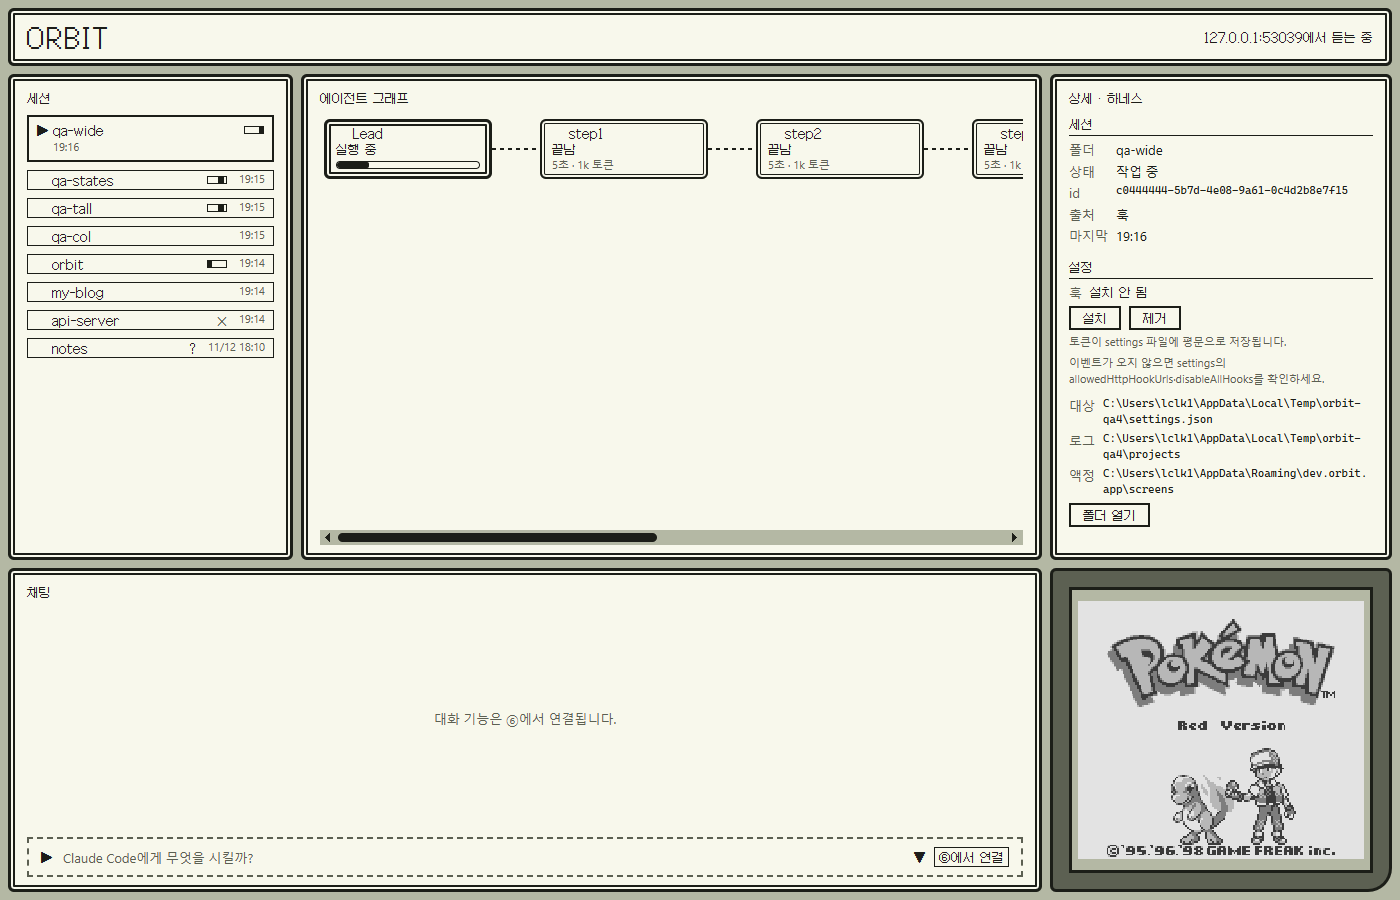 ORBIT
127.0.0.1:53039에서 듣는 중
세션
▶ qa-wide
19:16
qa-states 19:15
qa-tall 19:15
qa-col 19:15
orbit 19:14
my-blog 19:14
api-server × 19:14
notes ? 11/12 18:10
에이전트 그래프
Lead
실행 중
step1
끝남
5초 · 1k 토큰
step2
끝남
5초 · 1k 토큰
step
끝남
5초 · 1k
상세 · 하네스
세션
폴더 qa-wide
상태 작업 중
id c0444444-5b7d-4e08-9a61-0c4d2b8e7f15
출처 훅
마지막 19:16
설정
훅 설치 안 됨
설치 제거
토큰이 settings 파일에 평문으로 저장됩니다.
이벤트가 오지 않으면 settings의
allowedHttpHookUrls·disableAllHooks를 확인하세요.
대상 C:\Users\lclk1\AppData\Local\Temp\orbit-
qa4\settings.json
로그 C:\Users\lclk1\AppData\Local\Temp\orbit-
qa4\projects
액정 C:\Users\lclk1\AppData\Roaming\dev.orbit.
app\screens
폴더 열기
채팅
대화 기능은 ⑥에서 연결됩니다.
▶ Claude Code에게 무엇을 시킬까? ▼ ⑥에서 연결
POKéMON TM
Red Version
©'95.'96.'98 GAME FREAK inc.